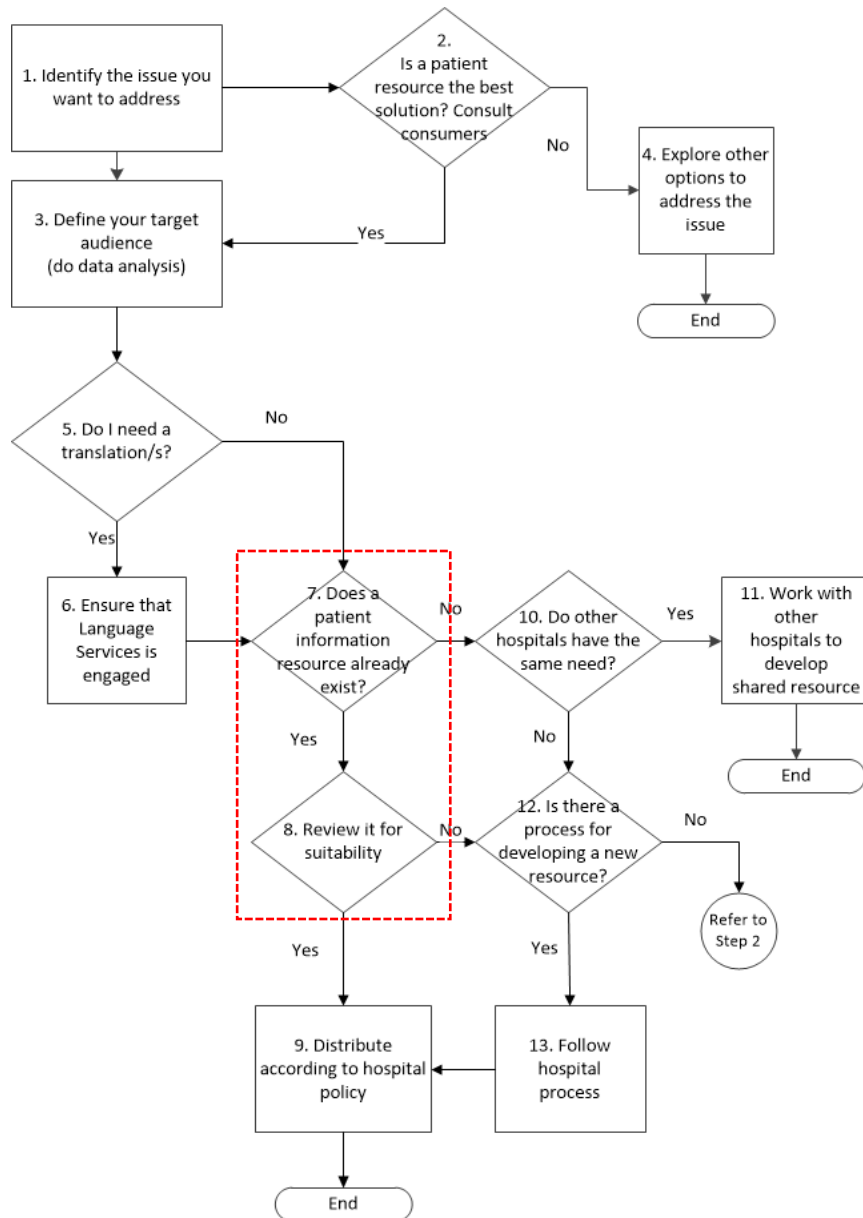 1. Identify the issue you
want to address
2.
Is a patient
resource the best
solution? Consult
consumers
No
4. Explore other
options to
address the
issue
3. Define your target
audience
(do data analysis)
Yes
End
5. Do I need a
translation/s?
No
Yes
6. Ensure that
Language
Services is
engaged
7. Does a
patient
information
resource already
exist?
No
10. Do other
hospitals have the
same need?
Yes
11. Work with
other
hospitals to
develop
shared resource
Yes
No
End
8. Review it for
suitability
No
12. Is there a
process for
developing a new
resource?
No
Refer to
Step 2
Yes
Yes
9. Distribute
according to hospital
policy
13. Follow
hospital
process
End